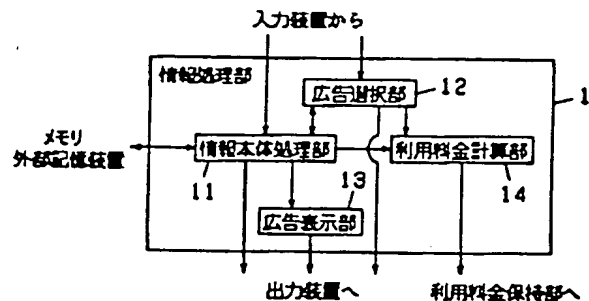 入力装置から
情報処理部
広告選択部
12
1
メモリ
外部記憶装置
情報本体処理部
利用料金計算部
11
13
14
広告表示部
出力装置へ
利用料金保持部へ